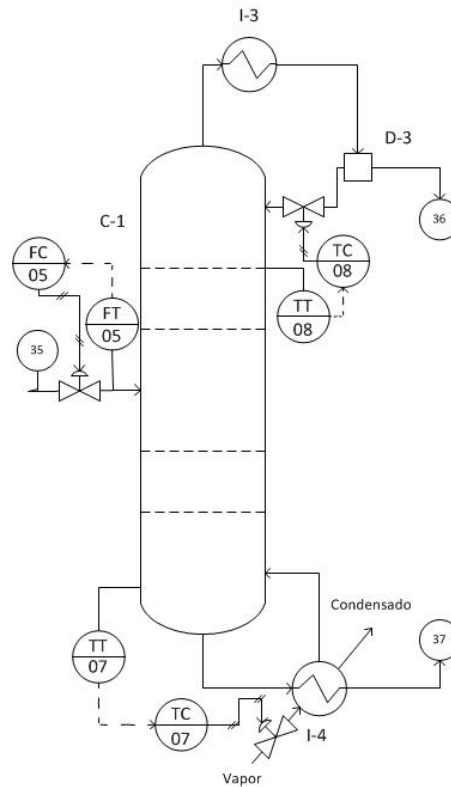 I-3
D-3
C-1
FC
05
TC
08
36
FT
05
TT
08
35
Condensado
TT
07
37
TC
07
I-4
Vapor